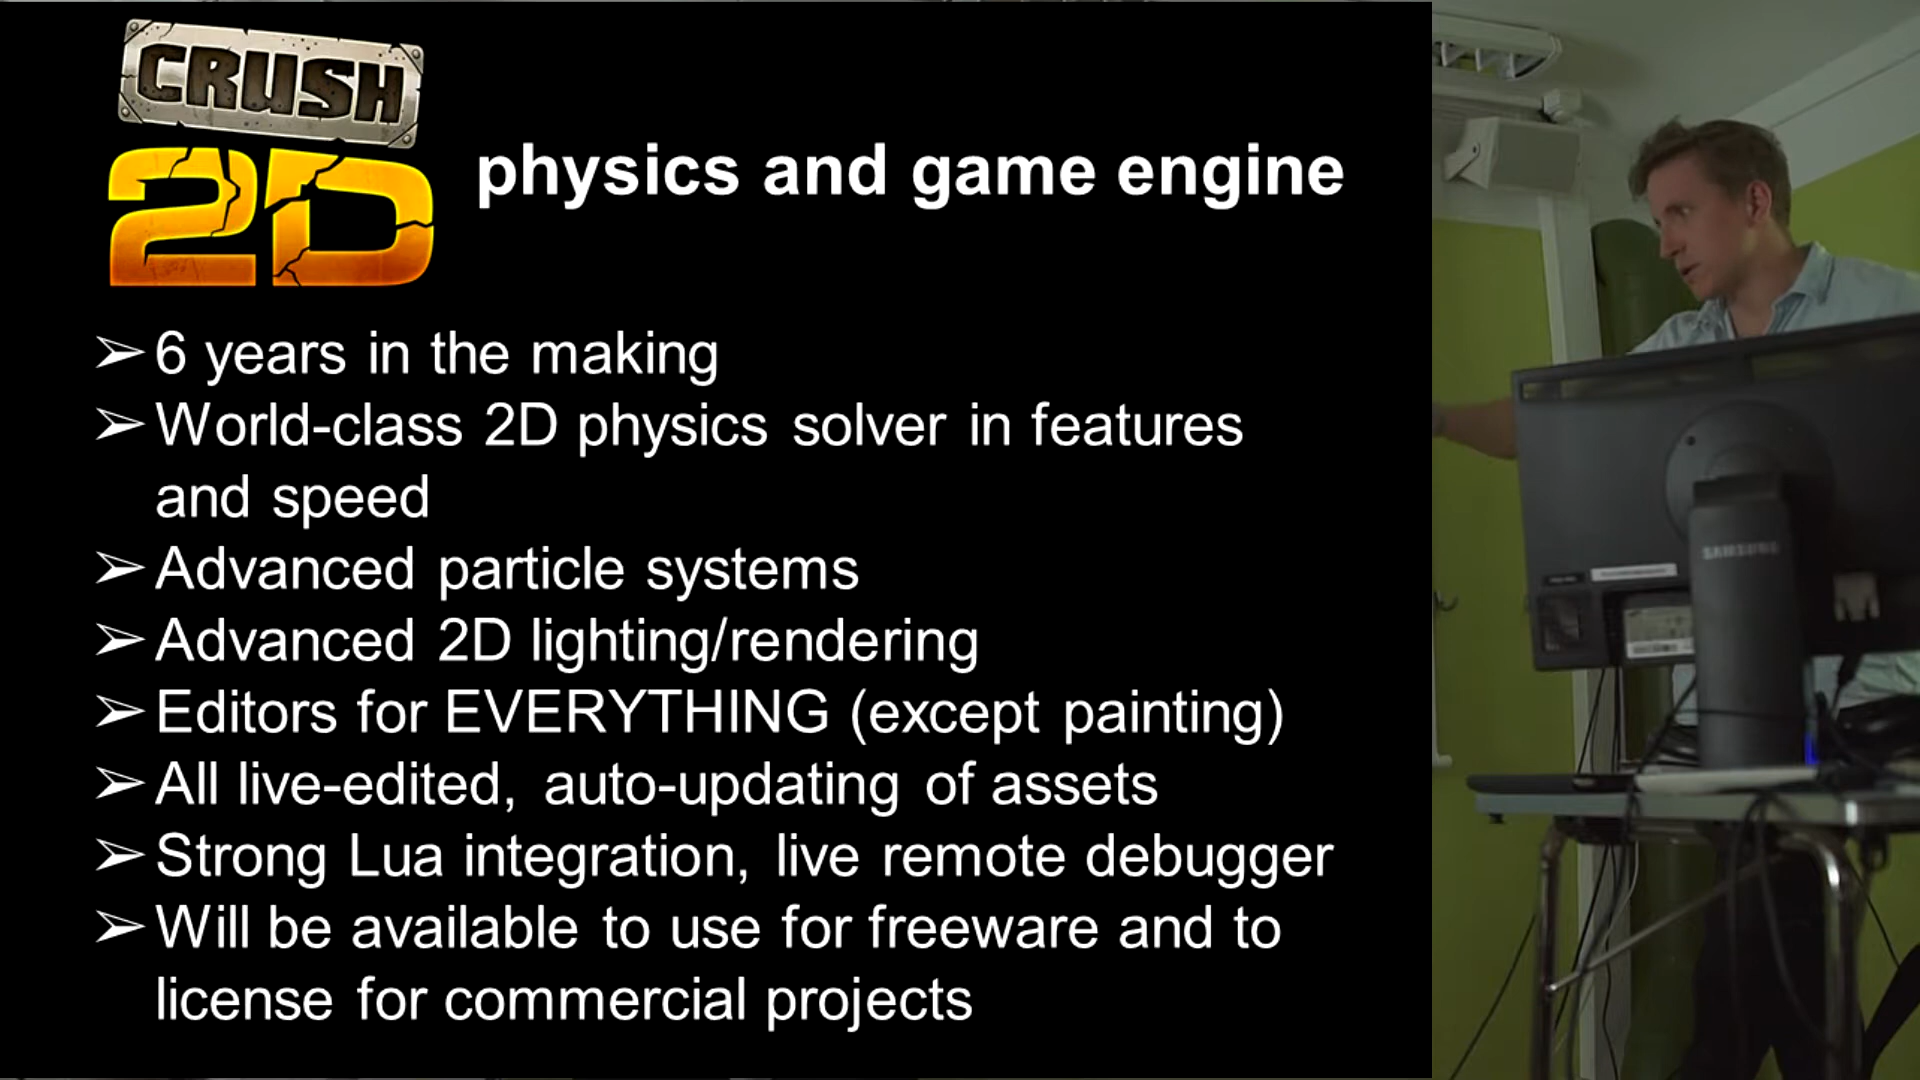 CRUSH
2D
physics and game engine
➢ 6 years in the making
➢ World-class 2D physics solver in features
and speed
➢ Advanced particle systems
➢ Advanced 2D lighting/rendering
➢ Editors for EVERYTHING (except painting)
➢ All live-edited, auto-updating of assets
➢ Strong Lua integration, live remote debugger
➢ Will be available to use for freeware and to
license for commercial projects
SAMSUNG